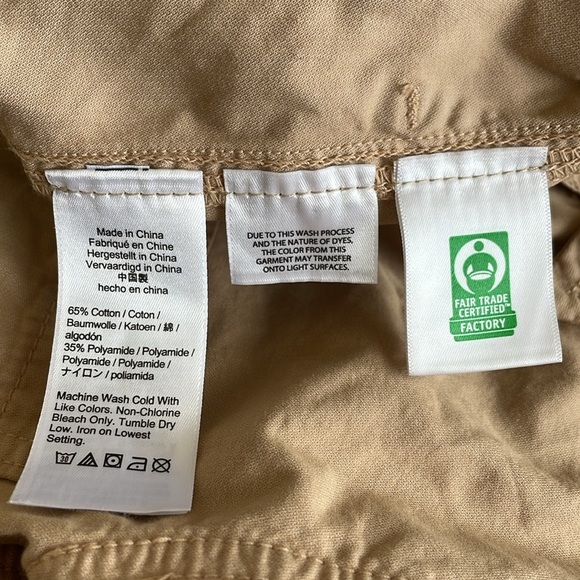 Made in China
Fabriqué en Chine
Hergestellt in China
Vervaardigd in China
中国製
hecho en china
65% Cotton / Coton /
Baumwolle / Katoen / 綿 /
algodón
35% Polyamide / Polyamide /
Polyamide / Polyamide /
ナイロン / poliamida
Machine Wash Cold With
Like Colors. Non-Chlorine
Bleach Only. Tumble Dry
Low. Iron on Lowest
Setting.
30
DUE TO THIS WASH PROCESS
AND THE NATURE OF DYES,
THE COLOR FROM THIS
GARMENT MAY TRANSFER
ONTO LIGHT SURFACES.
FAIR TRADE
CERTIFIED™
FACTORY